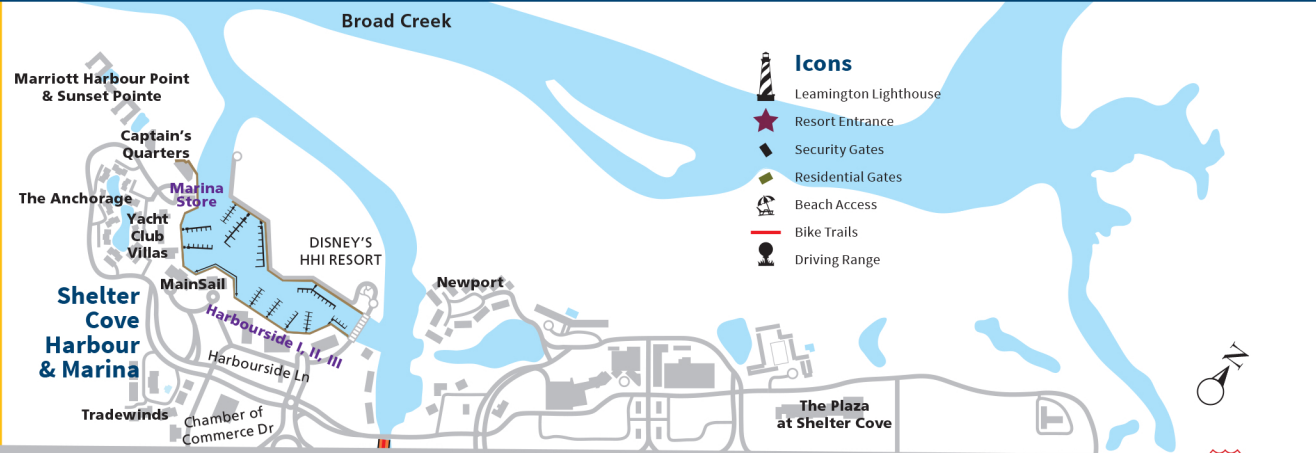 Broad Creek
Marriott Harbour Point
& Sunset Pointe
Captain's
Quarters
The Anchorage
Marina
Store
Yacht
Club
Villas
DISNEY'S
HHI RESORT
MainSail
Newport
Shelter
Cove
Harbour
& Marina
Harbourside I, II, III
Harbourside Ln
Tradewinds
Chamber of
Commerce Dr
The Plaza
at Shelter Cove
Icons
Leamington Lighthouse
Resort Entrance
Security Gates
Residential Gates
Beach Access
Bike Trails
Driving Range
N